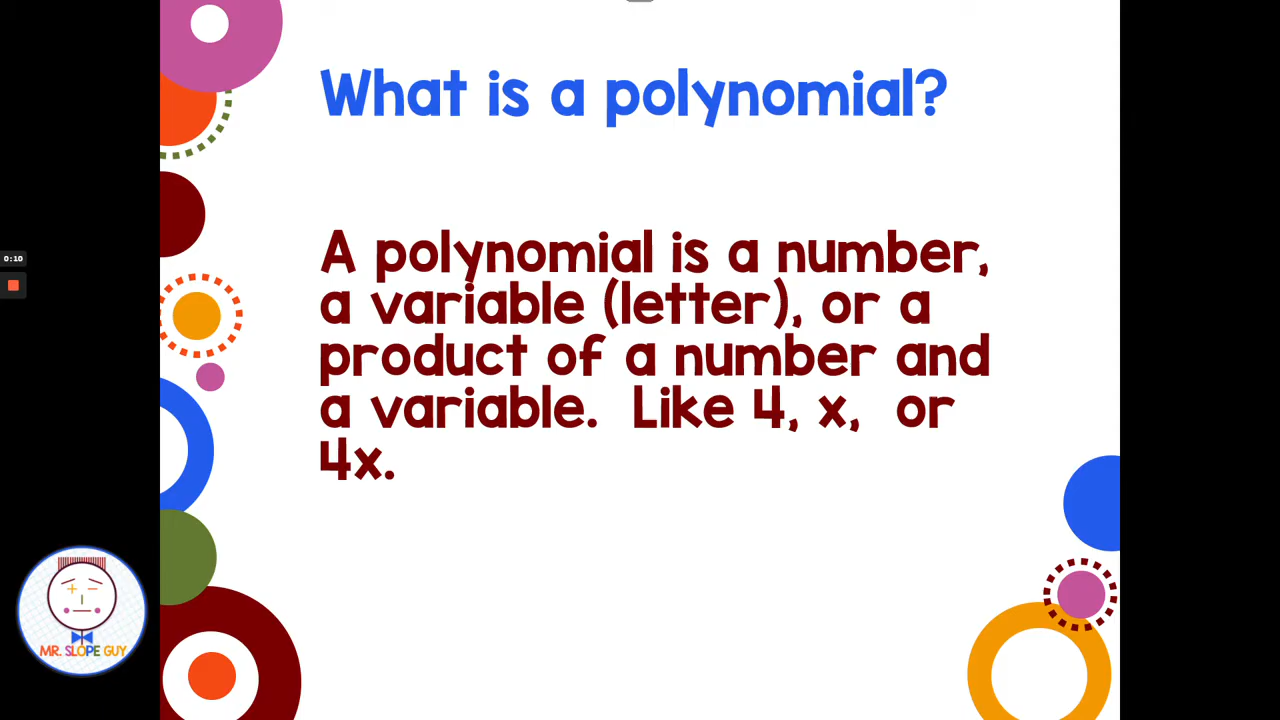 What is a polynomial?
A polynomial is a number,
a variable (letter), or a
product of a number and
a variable.  Like 4, x,  or
4x.
0:10
MR. SLOPE GUY